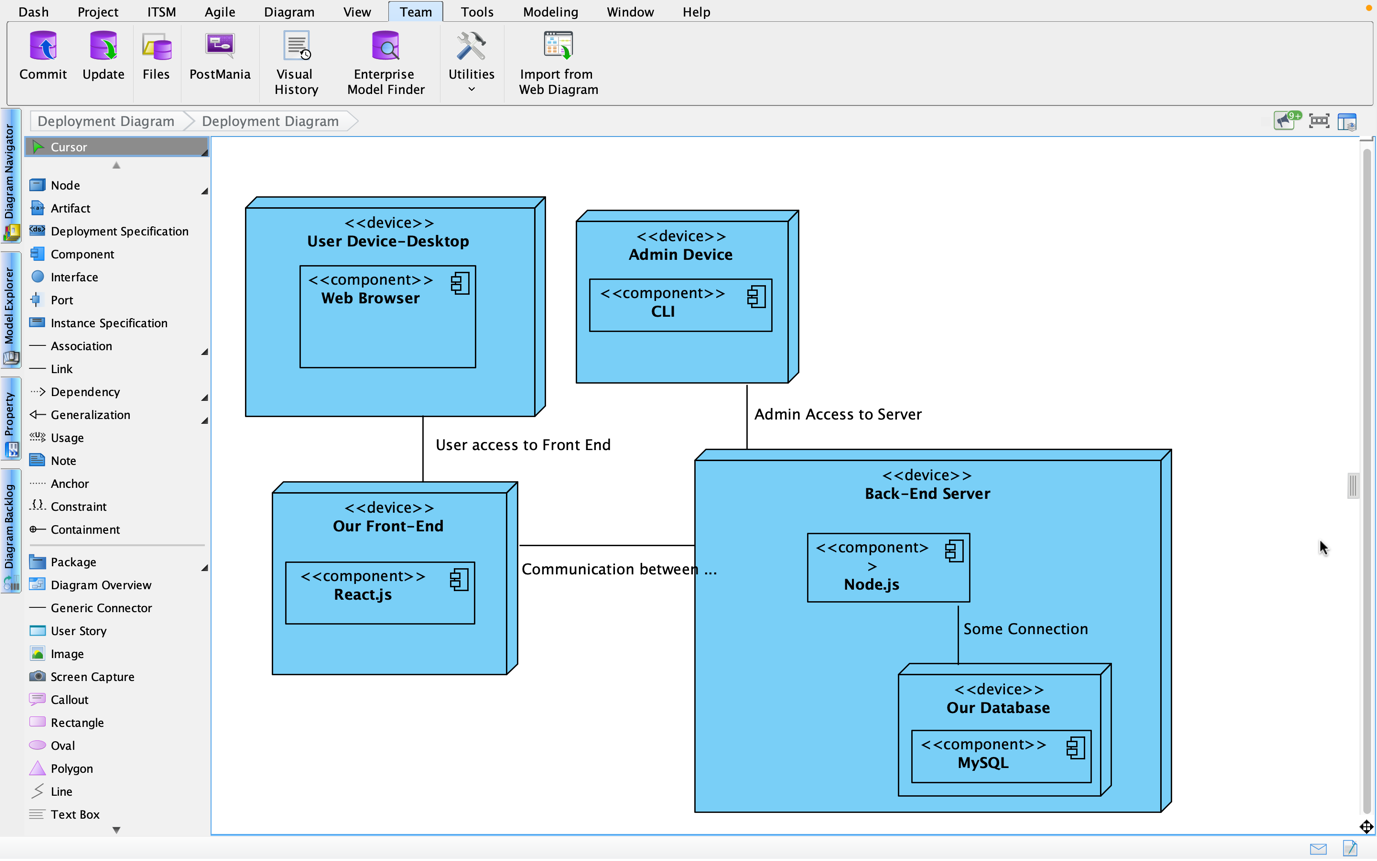 Dash Project ITSM Agile Diagram View Team Tools Modeling Window Help
Commit Update Files PostMania Visual History Enterprise Model Finder Utilities Import from Web Diagram
Deployment Diagram Deployment Diagram
9+
Diagram Navigator
Model Explorer
Property
Diagram Backlog
Cursor
Node
Artifact
Deployment Specification
Component
Interface
Port
Instance Specification
Association
Link
Dependency
Generalization
Usage
Note
Anchor
Constraint
Containment
Package
Diagram Overview
Generic Connector
User Story
Image
Screen Capture
Callout
Rectangle
Oval
Polygon
Line
Text Box
<<device>>
User Device-Desktop
<<component>>
Web Browser
<<device>>
Admin Device
<<component>>
CLI
User access to Front End
Admin Access to Server
<<device>>
Our Front-End
<<component>>
React.js
Communication between ...
<<device>>
Back-End Server
<<component>
>
Node.js
Some Connection
<<device>>
Our Database
<<component>>
MySQL